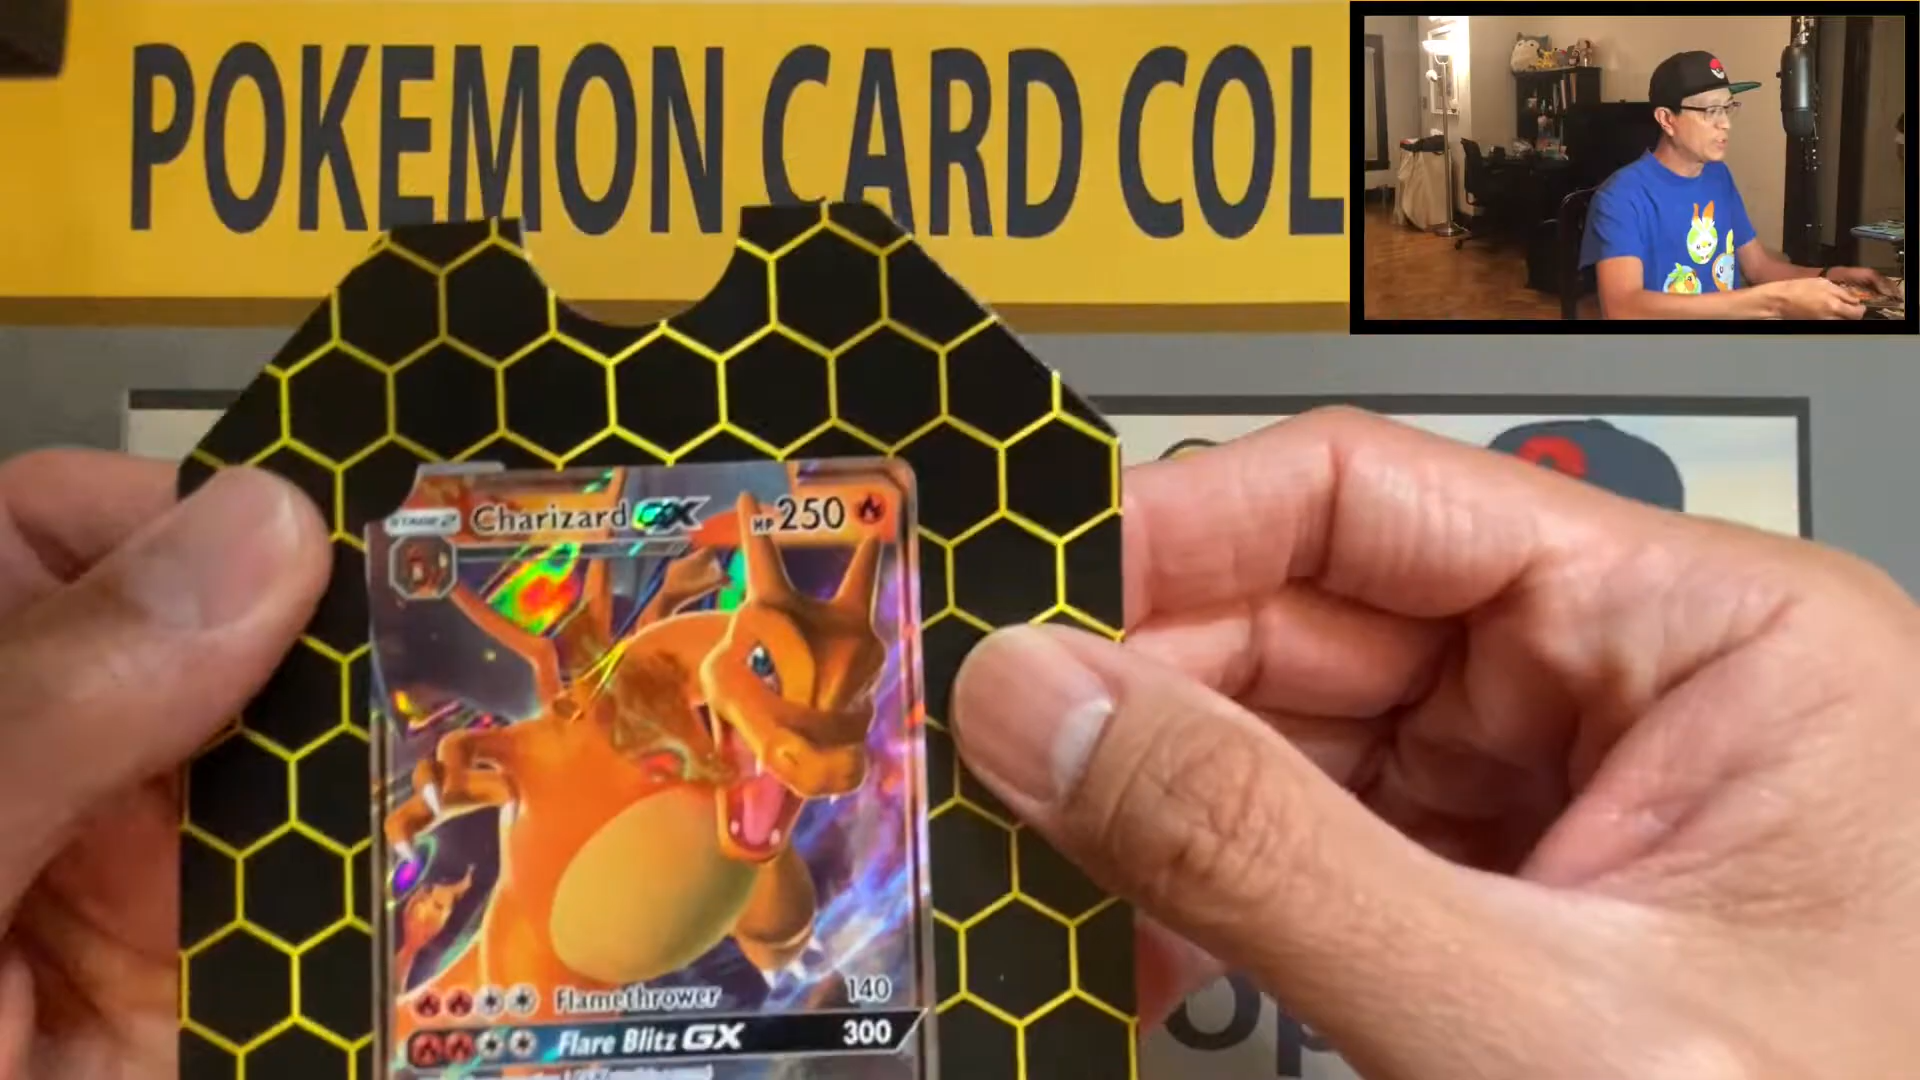 POKEMON CARD COL
STAGE 2
Charizard GX
HP 250
Flamethrower 140
Flare Blitz GX 300